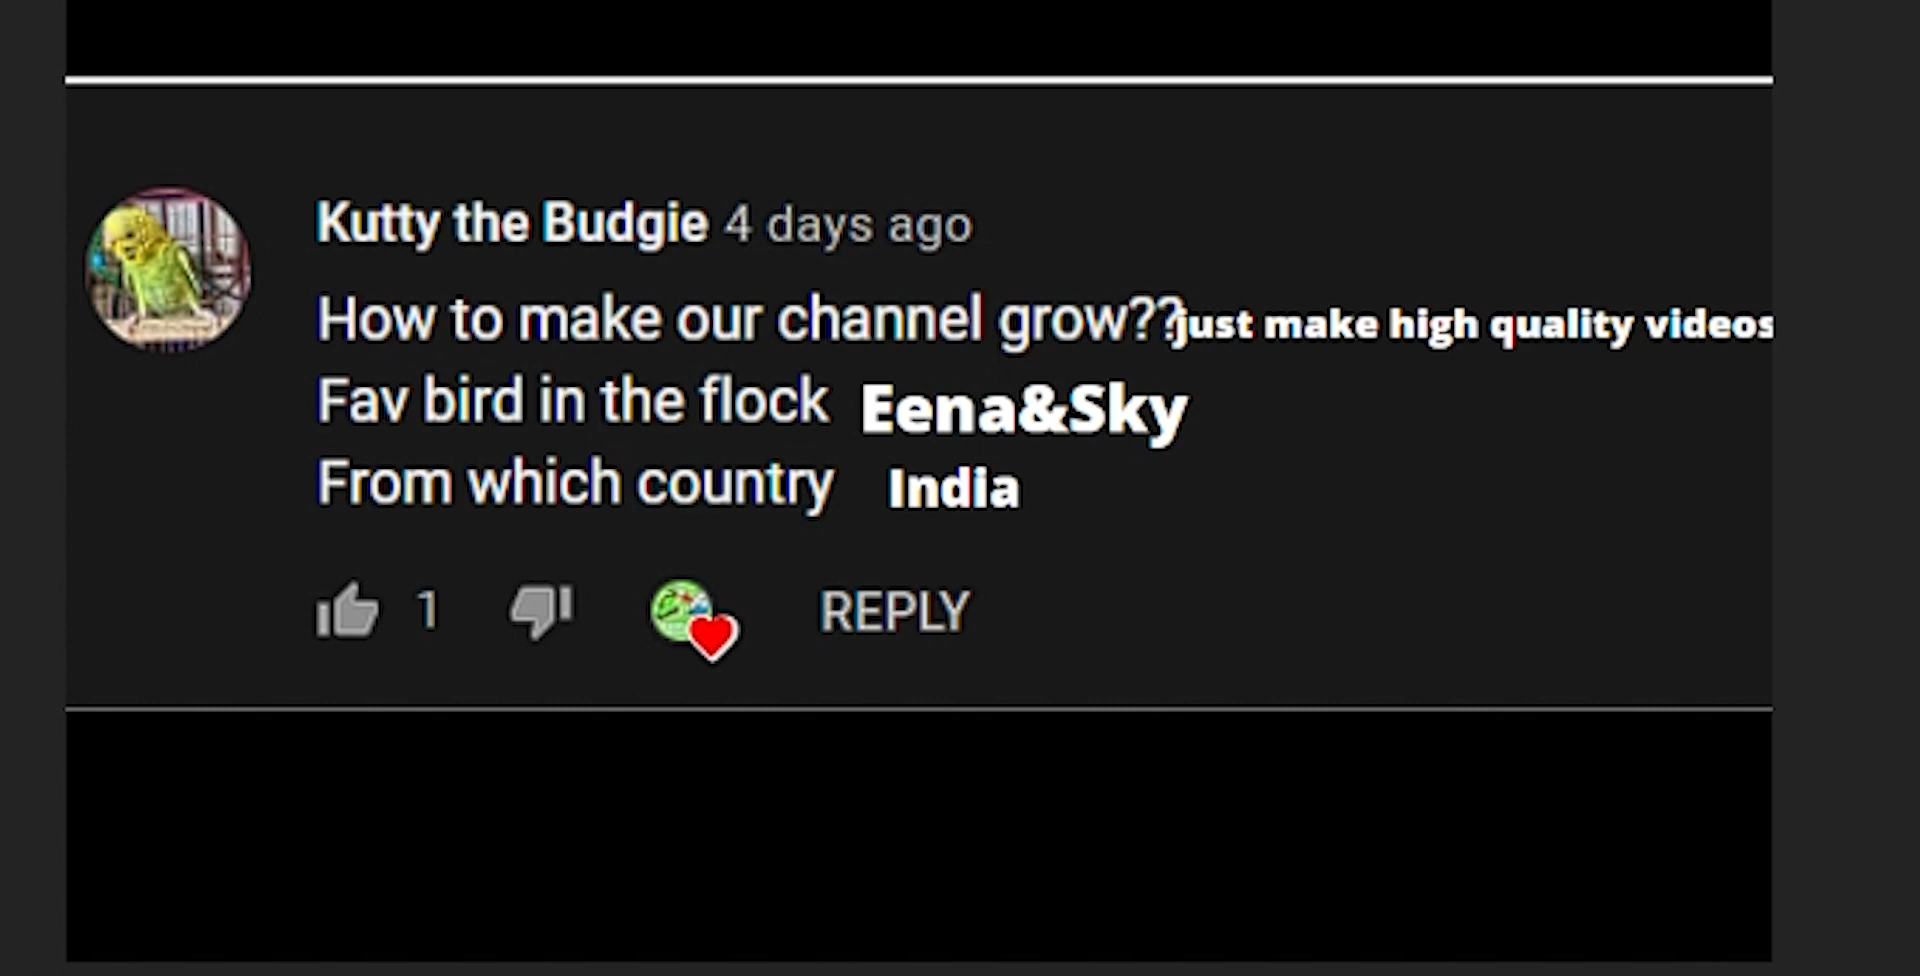 Kutty the Budgie 4 days ago
How to make our channel grow?? just make high quality videos
Fav bird in the flock Eena&Sky
From which country India
1 REPLY